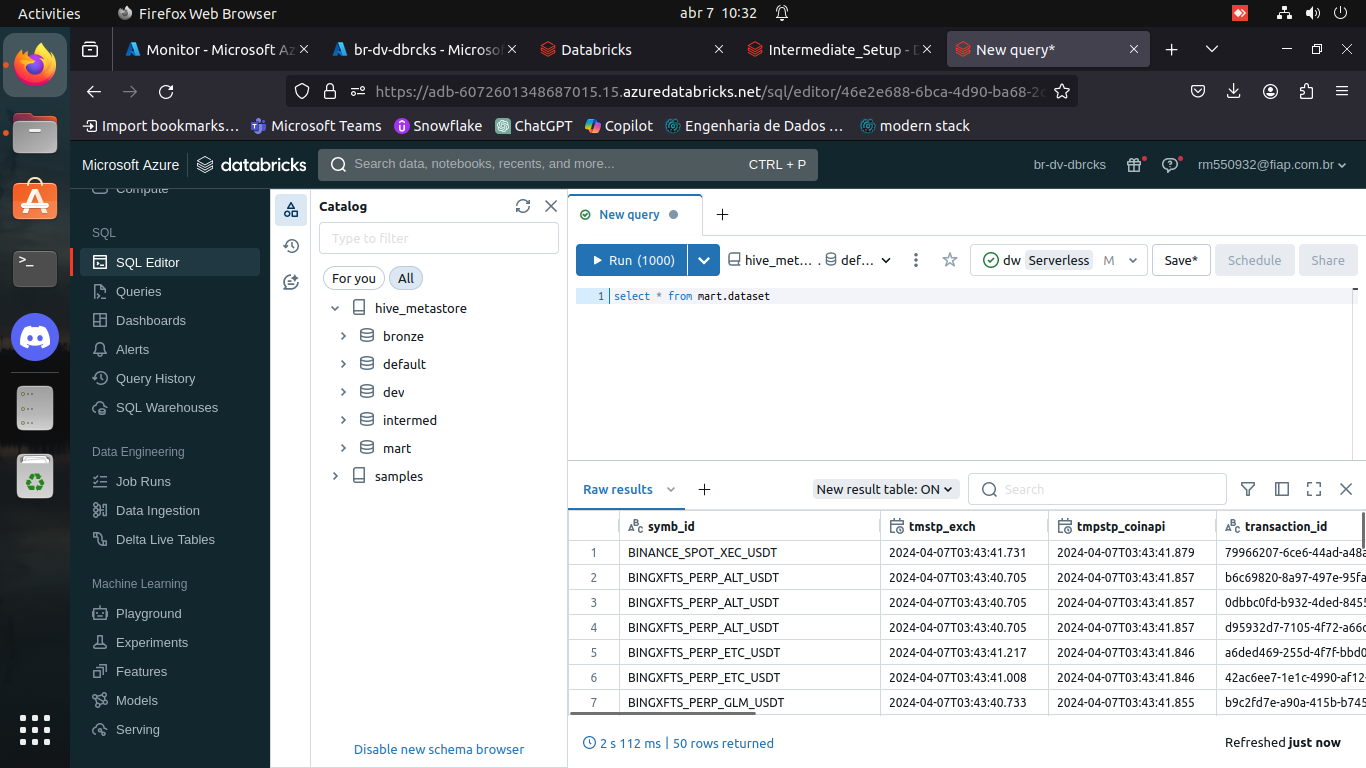 Activities
Firefox Web Browser
abr 7 10:32
Monitor - Microsoft Az
br-dv-dbrcks - Microsof
Databricks
Intermediate_Setup - D
New query*
https://adb-6072601348687015.15.azuredatabricks.net/sql/editor/46e2e688-6bca-4d90-ba68-2c
Import bookmarks…
Microsoft Teams
Snowflake
ChatGPT
Copilot
Engenharia de Dados …
modern stack
Microsoft Azure
databricks
Search data, notebooks, recents, and more...
CTRL + P
br-dv-dbrcks
rm550932@fiap.com.br
Compute
SQL
SQL Editor
Queries
Dashboards
Alerts
Query History
SQL Warehouses
Data Engineering
Job Runs
Data Ingestion
Delta Live Tables
Machine Learning
Playground
Experiments
Features
Models
Serving
Catalog
Type to filter
For you
All
hive_metastore
bronze
default
dev
intermed
mart
samples
Disable new schema browser
New query
Run (1000)
hive_met... . def...
dw Serverless M
Save*
Schedule
Share
1 select * from mart.dataset
Raw results
New result table: ON
Search
symb_id tmstp_exch tmpstp_coinapi transaction_id
1 BINANCE_SPOT_XEC_USDT 2024-04-07T03:43:41.731 2024-04-07T03:43:41.879 79966207-6ce6-44ad-a48a
2 BINGXFTS_PERP_ALT_USDT 2024-04-07T03:43:40.705 2024-04-07T03:43:41.857 b6c69820-8a97-497e-95fa
3 BINGXFTS_PERP_ALT_USDT 2024-04-07T03:43:40.705 2024-04-07T03:43:41.857 0dbbc0fd-b932-4ded-8455
4 BINGXFTS_PERP_ALT_USDT 2024-04-07T03:43:40.705 2024-04-07T03:43:41.857 d95932d7-7105-4f72-a66c
5 BINGXFTS_PERP_ETC_USDT 2024-04-07T03:43:41.217 2024-04-07T03:43:41.846 a6ded469-255d-4f7f-bbd0
6 BINGXFTS_PERP_ETC_USDT 2024-04-07T03:43:41.008 2024-04-07T03:43:41.846 42ac6ee7-1e1c-4990-af12-
7 BINGXFTS_PERP_GLM_USDT 2024-04-07T03:43:40.733 2024-04-07T03:43:41.855 b9c2fd7e-a90a-415b-b745
2 s 112 ms | 50 rows returned
Refreshed just now